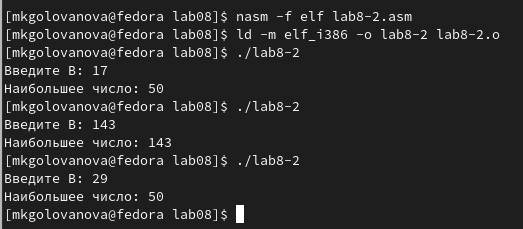 [mkgolovanova@fedora lab08]$ nasm -f elf lab8-2.asm
[mkgolovanova@fedora lab08]$ ld -m elf_i386 -o lab8-2 lab8-2.o
[mkgolovanova@fedora lab08]$ ./lab8-2
Введите B: 17
Наибольшее число: 50
[mkgolovanova@fedora lab08]$ ./lab8-2
Введите B: 143
Наибольшее число: 143
[mkgolovanova@fedora lab08]$ ./lab8-2
Введите B: 29
Наибольшее число: 50
[mkgolovanova@fedora lab08]$